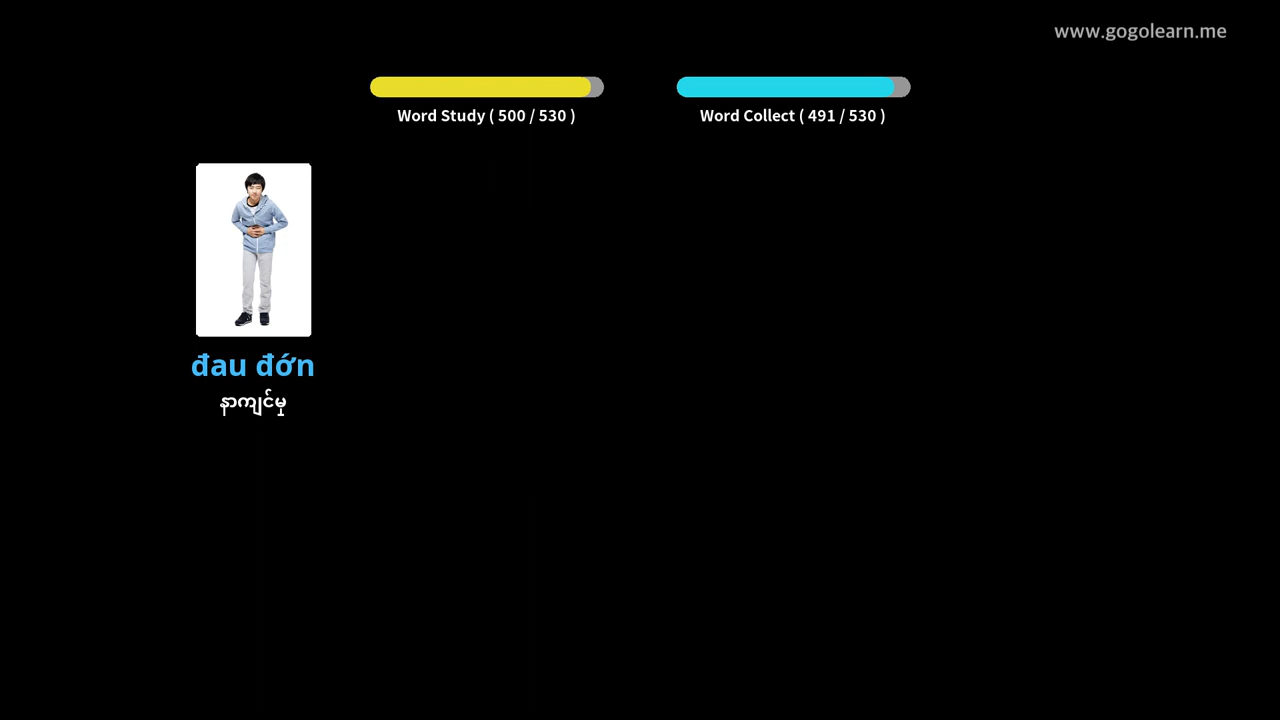 www.gogolearn.me
Word Study ( 500 / 530 )
Word Collect ( 491 / 530 )
đau đớn
နာကျင်မှု